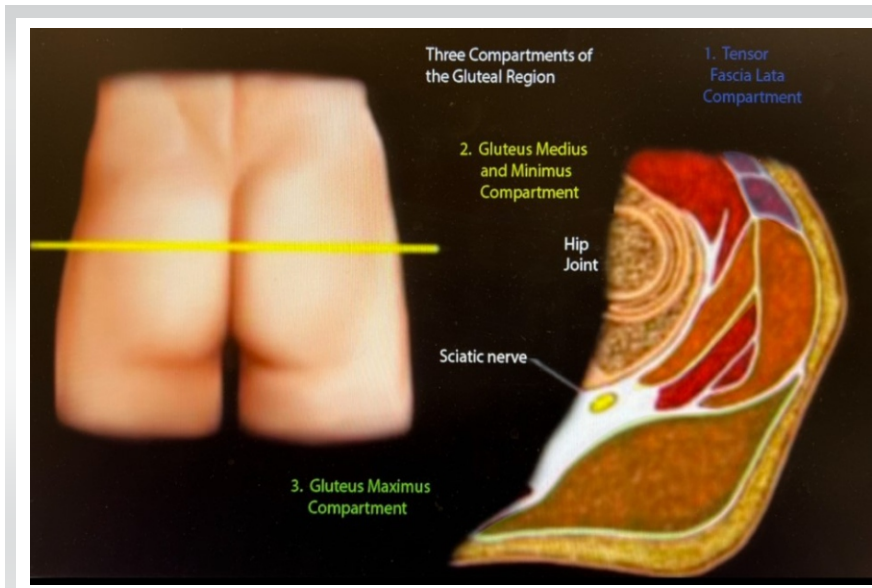 Three Compartments of
the Gluteal Region
1. Tensor
Fascia Lata
Compartment
2. Gluteus Medius
and Minimus
Compartment
Hip
Joint
Sciatic nerve
3. Gluteus Maximus
Compartment